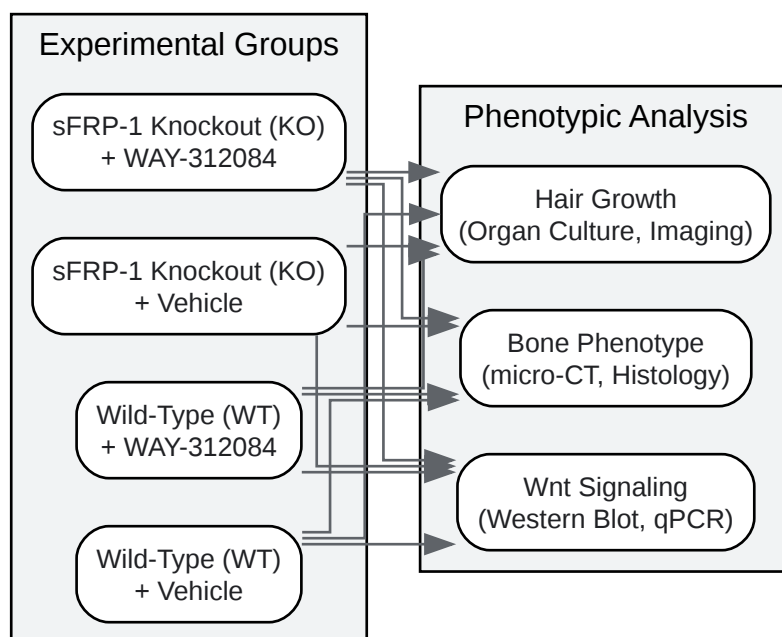 Experimental Groups
sFRP-1 Knockout (KO)
+ WAY-312084
sFRP-1 Knockout (KO)
+ Vehicle
Wild-Type (WT)
+ WAY-312084
Wild-Type (WT)
+ Vehicle
Phenotypic Analysis
Hair Growth
(Organ Culture, Imaging)
Bone Phenotype
(micro-CT, Histology)
Wnt Signaling
(Western Blot, qPCR)